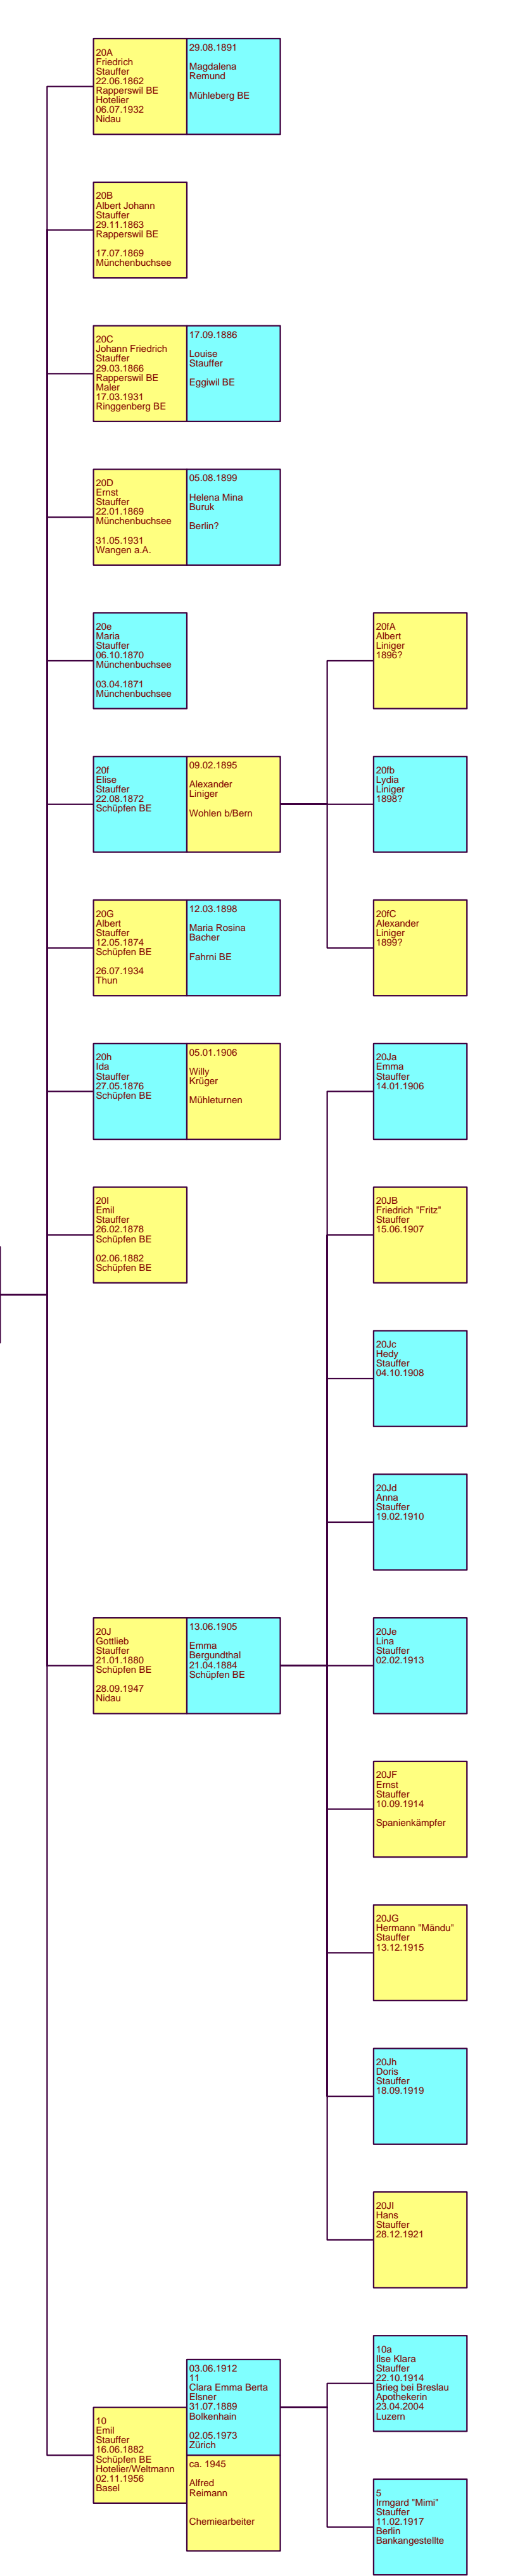 20A
Friedrich
Stauffer
22.06.1862
Rapperswil BE
Hotelier
06.07.1932
Nidau
29.08.1891
Magdalena
Remund
Mühleberg BE
20B
Albert Johann
Stauffer
29.11.1863
Rapperswil BE
17.07.1869
Münchenbuchsee
20C
Johann Friedrich
Stauffer
29.03.1866
Rapperswil BE
Maler
17.03.1931
Ringgenberg BE
17.09.1886
Louise
Stauffer
Eggiwil BE
20D
Ernst
Stauffer
22.01.1869
Münchenbuchsee
31.05.1931
Wangen a.A.
05.08.1899
Helena Mina
Buruk
Berlin?
20e
Maria
Stauffer
06.10.1870
Münchenbuchsee
03.04.1871
Münchenbuchsee
20fA
Albert
Liniger
1896?
20f
Elise
Stauffer
22.08.1872
Schüpfen BE
09.02.1895
Alexander
Liniger
Wohlen b/Bern
20fb
Lydia
Liniger
1898?
20G
Albert
Stauffer
12.05.1874
Schüpfen BE
26.07.1934
Thun
12.03.1898
Maria Rosina
Bacher
Fahrni BE
20fC
Alexander
Liniger
1899?
20h
Ida
Stauffer
27.05.1876
Schüpfen BE
05.01.1906
Willy
Krüger
Mühleturnen
20Ja
Emma
Stauffer
14.01.1906
20I
Emil
Stauffer
26.02.1878
Schüpfen BE
02.06.1882
Schüpfen BE
20JB
Friedrich "Fritz"
Stauffer
15.06.1907
20Jc
Hedy
Stauffer
04.10.1908
20Jd
Anna
Stauffer
19.02.1910
20J
Gottlieb
Stauffer
21.01.1880
Schüpfen BE
28.09.1947
Nidau
13.06.1905
Emma
Bergundthal
21.04.1884
Schüpfen BE
20Je
Lina
Stauffer
02.02.1913
20JF
Ernst
Stauffer
10.09.1914
Spanienkämpfer
20JG
Hermann "Mändu"
Stauffer
13.12.1915
20Jh
Doris
Stauffer
18.09.1919
20JI
Hans
Stauffer
28.12.1921
10
Emil
Stauffer
16.06.1882
Schüpfen BE
Hotelier/Weltmann
02.11.1956
Basel
03.06.1912
11
Clara Emma Berta
Elsner
31.07.1889
Bolkenhain
02.05.1973
Zürich
ca. 1945
Alfred
Reimann
Chemiearbeiter
10a
Ilse Klara
Stauffer
22.10.1914
Brieg bei Breslau
Apothekerin
23.04.2004
Luzern
5
Irmgard "Mimi"
Stauffer
11.02.1917
Berlin
Bankangestellte